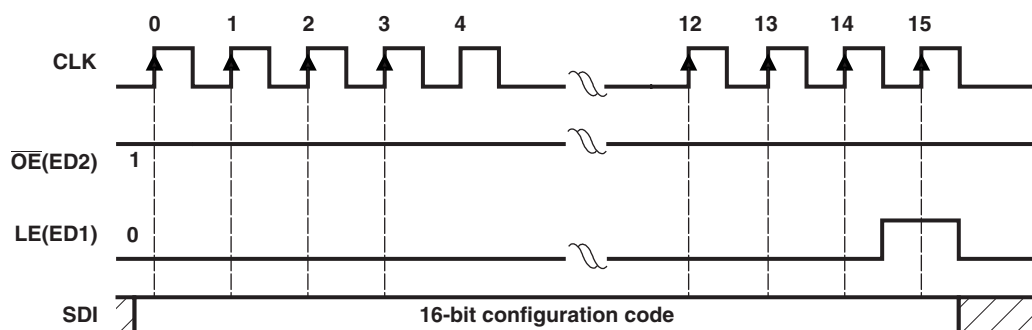 0 1 2 3 4 12 13 14 15
CLK
OE(ED2) 1
LE(ED1) 0
SDI 16-bit configuration code